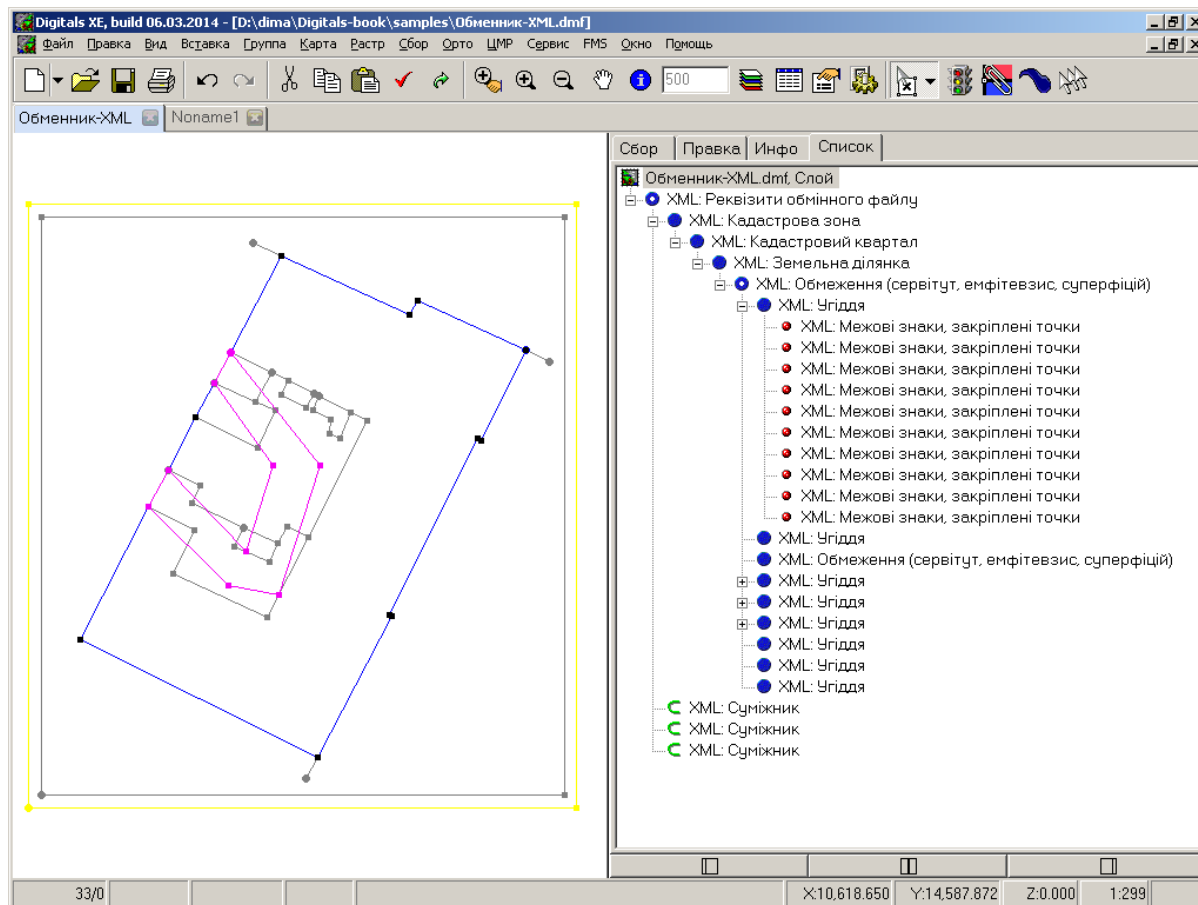 Digitals XE, build 06.03.2014 - [D:\dima\Digitals-book\samples\Обменник-XML.dmf]
Файл Правка Вид Вставка Группа Карта Растр Сбор Орто ЦМР Сервис FMS Окно Помощь
500
Обменник-XML Noname1
Сбор Правка Инфо Список
Обменник-XML.dmf, Слой
XML: Реквізити обмінного файлу
XML: Кадастрова зона
XML: Кадастровий квартал
XML: Земельна ділянка
XML: Обмеження (сервітут, емфітевзис, суперфіцій)
XML: Угіддя
XML: Межові знаки, закріплені точки
XML: Межові знаки, закріплені точки
XML: Межові знаки, закріплені точки
XML: Межові знаки, закріплені точки
XML: Межові знаки, закріплені точки
XML: Межові знаки, закріплені точки
XML: Межові знаки, закріплені точки
XML: Межові знаки, закріплені точки
XML: Межові знаки, закріплені точки
XML: Межові знаки, закріплені точки
XML: Угіддя
XML: Обмеження (сервітут, емфітевзис, суперфіцій)
XML: Угіддя
XML: Угіддя
XML: Угіддя
XML: Угіддя
XML: Угіддя
XML: Угіддя
XML: Суміжник
XML: Суміжник
XML: Суміжник
33/0 X:10,618.650 Y:14,587.872 Z:0.000 1:299